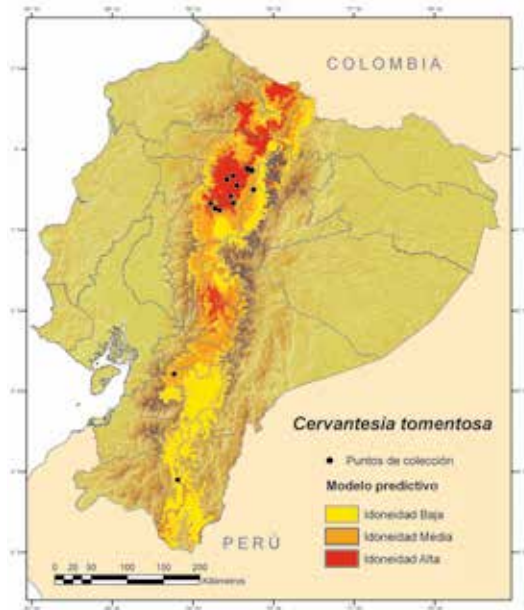 COLOMBIA
Cervantesia tomentosa
Puntos de colección
Modelo predictivo
Idoneidad Baja
Idoneidad Media
Idoneidad Alta
PERÚ
0 20 50 100 150 200
Kilómetros